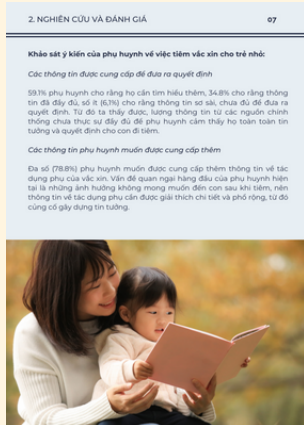 2. NGHIÊN CỨU VÀ ĐÁNH GIÁ
07
Khảo sát ý kiến của phụ huynh về việc tiêm vắc xin cho trẻ nhỏ:
Các thông tin được cung cấp để đưa ra quyết định
59.1% phụ huynh cho rằng họ cần tìm hiểu thêm, 34.8% cho rằng thông
tin đã đầy đủ, số ít (6,1%) cho rằng thông tin sơ sài, chưa đủ để đưa ra
quyết định. Từ đó ta thấy được, lượng thông tin từ các nguồn chính
thống chưa thực sự đầy đủ để phụ huynh cảm thấy họ toàn toàn tin
tưởng và quyết định cho con đi tiêm.
Các thông tin phụ huynh muốn được cung cấp thêm
Đa số (78.8%) phụ huynh muốn được cung cấp thêm thông tin về tác
dụng phụ của vắc xin. Vấn đề quan ngại hàng đầu của phụ huynh hiện
tại là những ảnh hưởng không mong muốn đến con sau khi tiêm, nên
thông tin về tác dụng phụ cần được giải thích chi tiết và phổ rộng, từ đó
củng cố gây dựng tin tưởng.